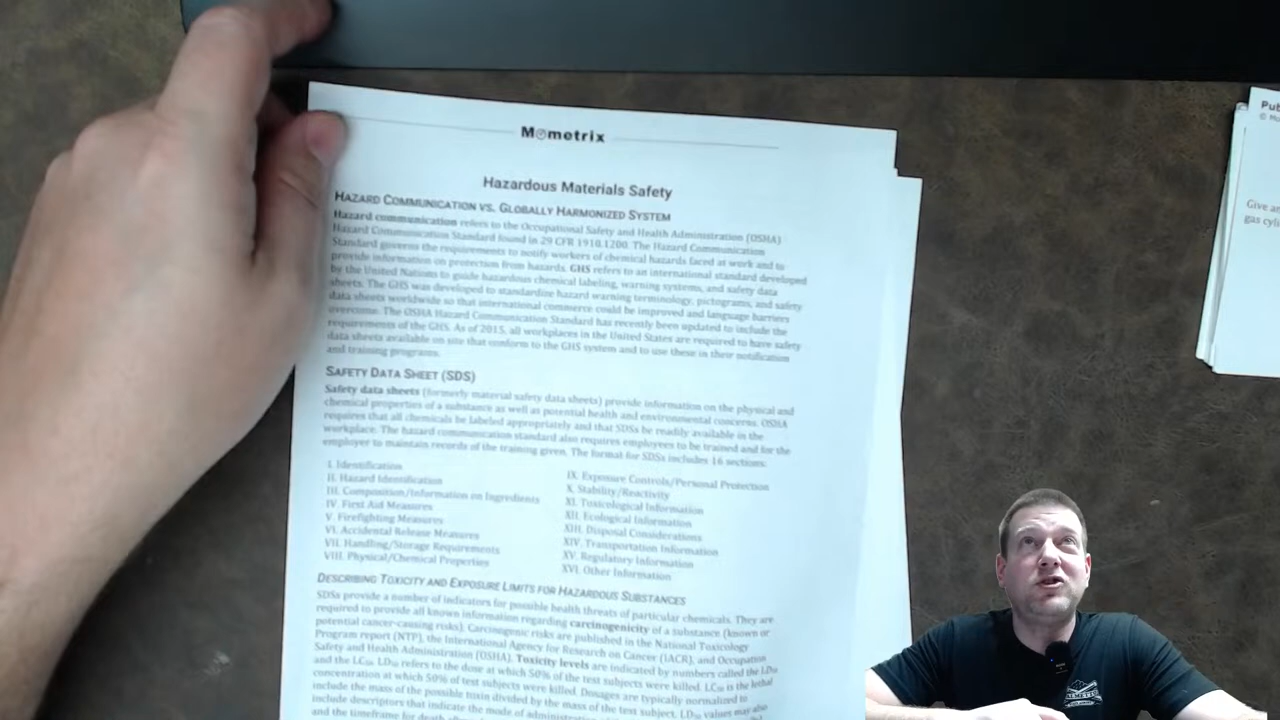 Mometrix
Hazardous Materials Safety
HAZARD COMMUNICATION VS. GLOBALLY HARMONIZED SYSTEM
Hazard communication refers to the Occupational Safety and Health Administration (OSHA)
Hazard Communication Standard found in 29 CFR 1910.1200. The Hazard Communication
Standard governs the requirements to notify workers of chemical hazards faced at work and to
provide information on protection from hazards. GHS refers to an international standard developed
by the United Nations to guide hazardous chemical labeling, warning systems, and safety data
sheets. The GHS was developed to standardize hazard warning terminology, pictograms, and safety
data sheets worldwide so that international commerce could be improved and language barriers
overcome. The OSHA Hazard Communication Standard has recently been updated to include the
requirements of the GHS. As of 2015, all workplaces in the United States are required to have safety
data sheets available on site that conform to the GHS system and to use these in their notification
and training programs.
SAFETY DATA SHEET (SDS)
Safety data sheets (formerly material safety data sheets) provide information on the physical and
chemical properties of a substance as well as potential health and environmental concerns. OSHA
requires that all chemicals be labeled appropriately and that SDSs be readily available in the
workplace. The hazard communication standard also requires employees to be trained and for the
employer to maintain records of the training given. The format for SDSs includes 16 sections:
I. Identification
II. Hazard Identification
III. Composition/Information on Ingredients
IV. First Aid Measures
V. Firefighting Measures
VI. Accidental Release Measures
VII. Handling/Storage Requirements
VIII. Physical/Chemical Properties
IX. Exposure Controls/Personal Protection
X. Stability/Reactivity
XI. Toxicological Information
XII. Ecological Information
XIII. Disposal Considerations
XIV. Transportation Information
XV. Regulatory Information
XVI. Other Information
DESCRIBING TOXICITY AND EXPOSURE LIMITS FOR HAZARDOUS SUBSTANCES
SDSs provide a number of indicators for possible health threats of particular chemicals. They are
required to provide all known information regarding carcinogenicity of a substance (known or
potential cancer-causing risks). Carcinogenic risks are published in the National Toxicology
Program report (NTP), the International Agency for Research on Cancer (IACR), and Occupation
Safety and Health Administration (OSHA). Toxicity levels are indicated by numbers called the LD₅₀
and the LC₅₀. LD₅₀ refers to the dose at which 50% of the test subjects were killed. LC₅₀ is the lethal
concentration at which 50% of test subjects were killed. Dosages are typically normalized to
include the mass of the possible toxin divided by the mass of the test subject. LD₅₀ values may also
include descriptors that indicate the mode of
and the timeframe for death
Pub
Give an
gas cyli